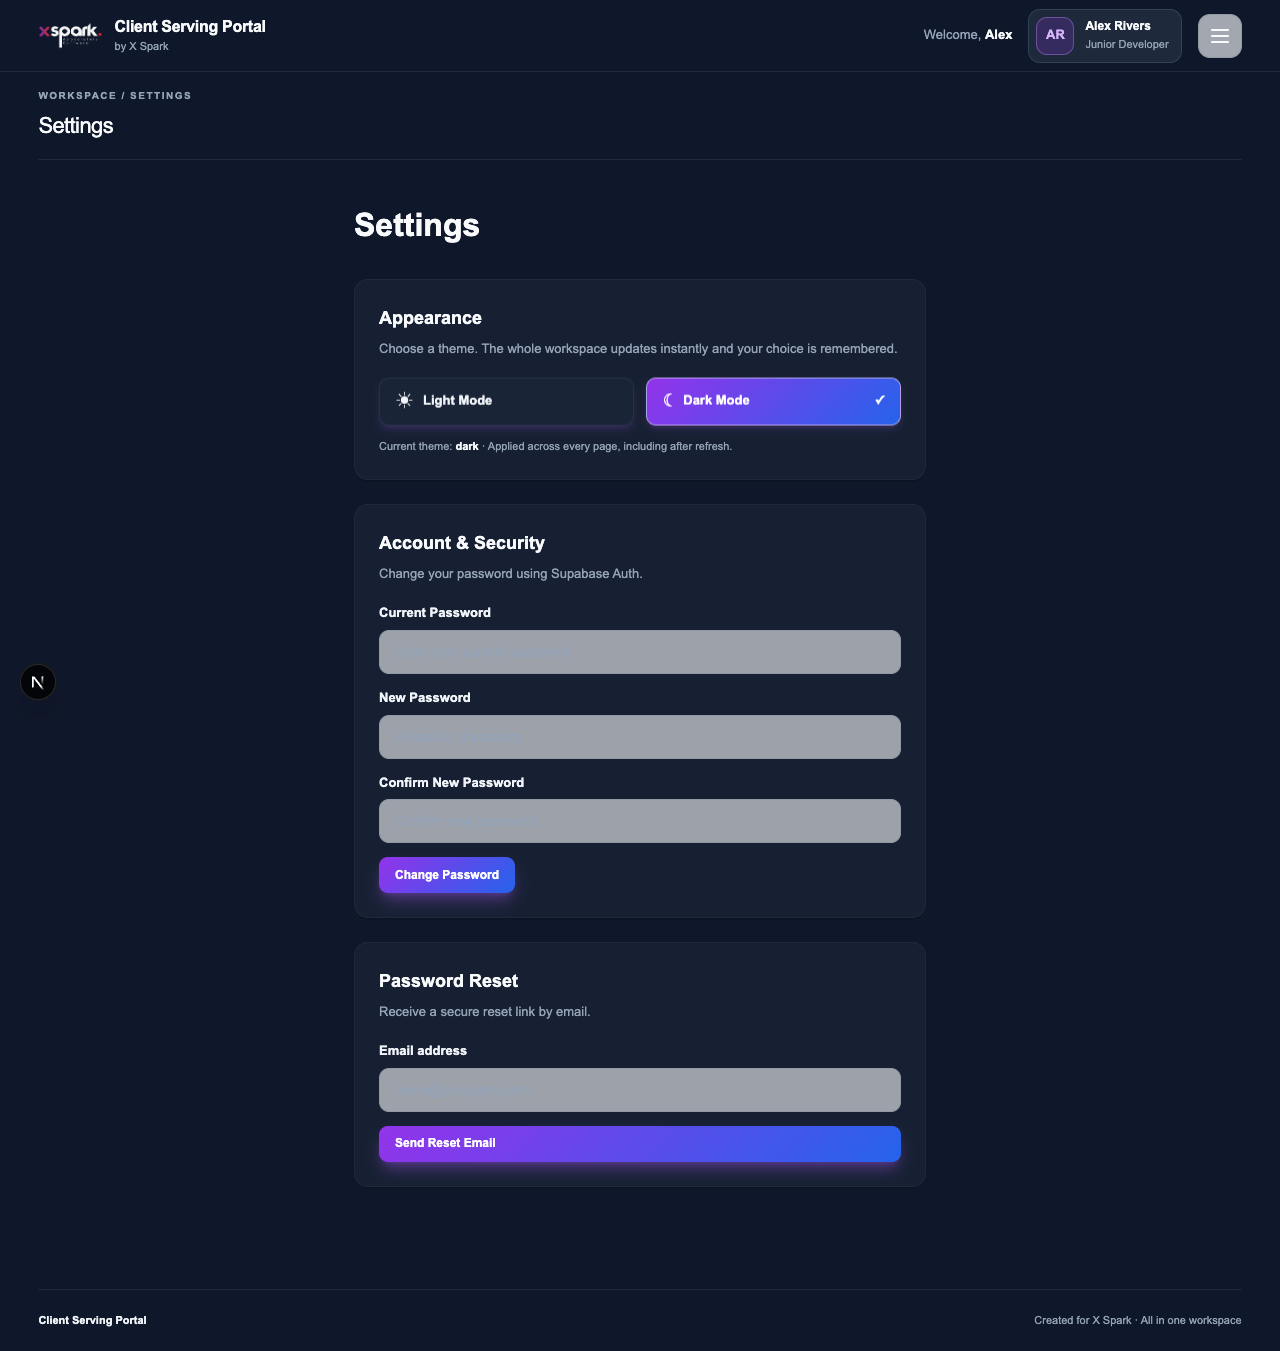 xspark.
Client Serving Portal
by X Spark
Welcome, Alex
AR
Alex Rivers
Junior Developer
WORKSPACE / SETTINGS
Settings
Settings
Appearance
Choose a theme. The whole workspace updates instantly and your choice is remembered.
Light Mode
Dark Mode
Current theme: dark · Applied across every page, including after refresh.
Account & Security
Change your password using Supabase Auth.
Current Password
New Password
Confirm New Password
Change Password
Password Reset
Receive a secure reset link by email.
Email address
Send Reset Email
N
Client Serving Portal
Created for X Spark · All in one workspace